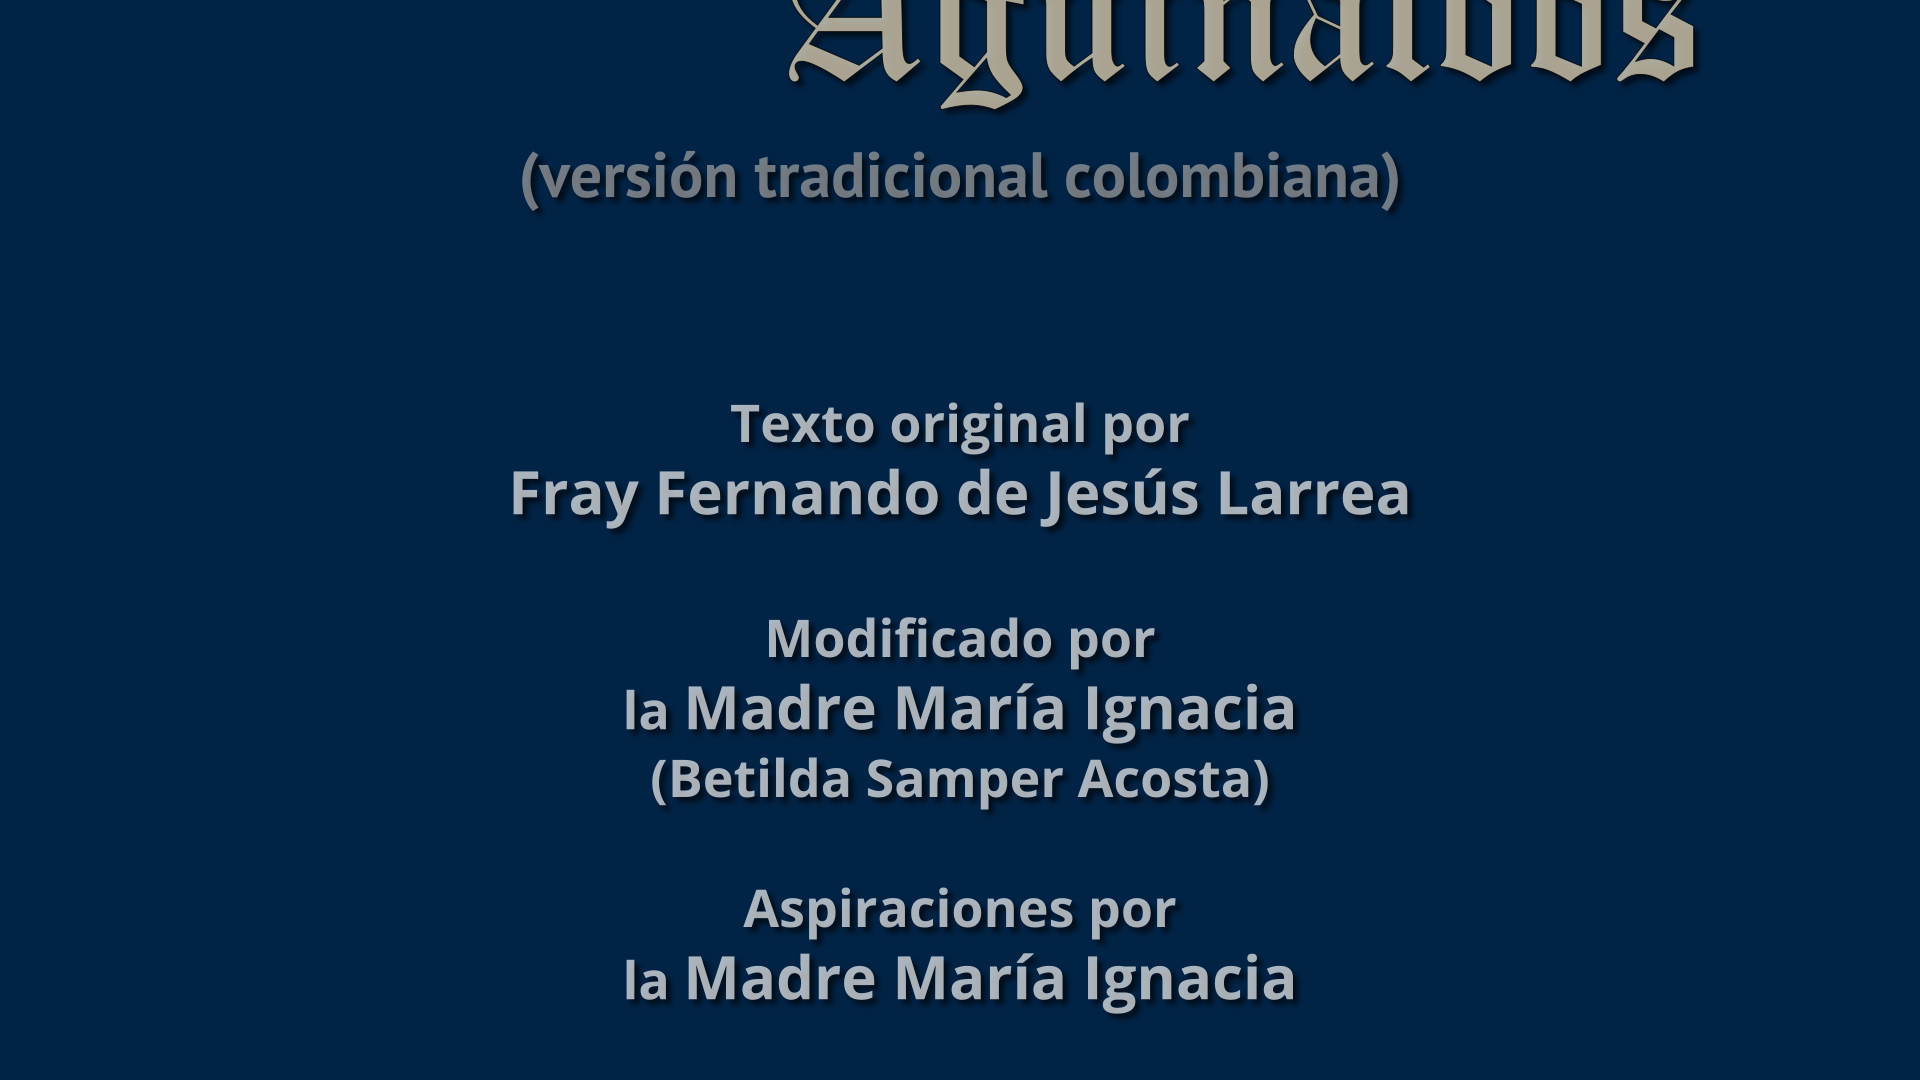 Aguinaldos
(versión tradicional colombiana)
Texto original por
Fray Fernando de Jesús Larrea
Modificado por
la Madre María Ignacia
(Betilda Samper Acosta)
Aspiraciones por
la Madre María Ignacia